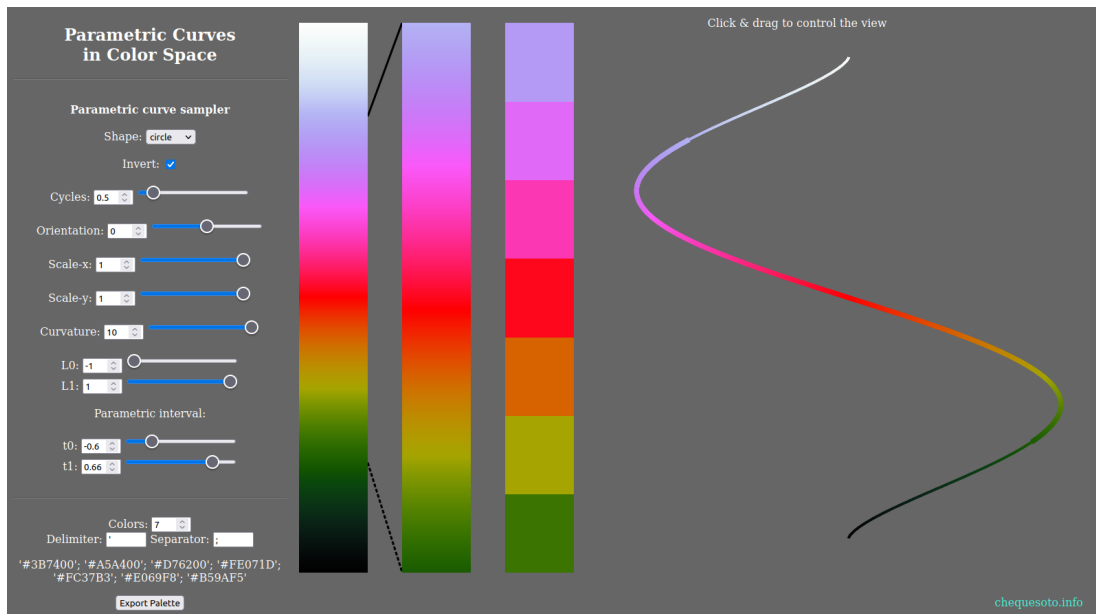 Parametric Curves
in Color Space
Parametric curve sampler
Shape: circle
Invert:
Cycles: 0.5
Orientation: 0
Scale-x: 1
Scale-y: 1
Curvature: 10
L0: -1
L1: 1
Parametric interval:
t0: -0.6
t1: 0.66
Colors: 7
Delimiter: ' Separator: ;
'#3B7400'; '#A5A400'; '#D76200'; '#FE071D';
'#FC37B3'; '#E069F8'; '#B59AF5'
Export Palette
Click & drag to control the view
chequesoto.info